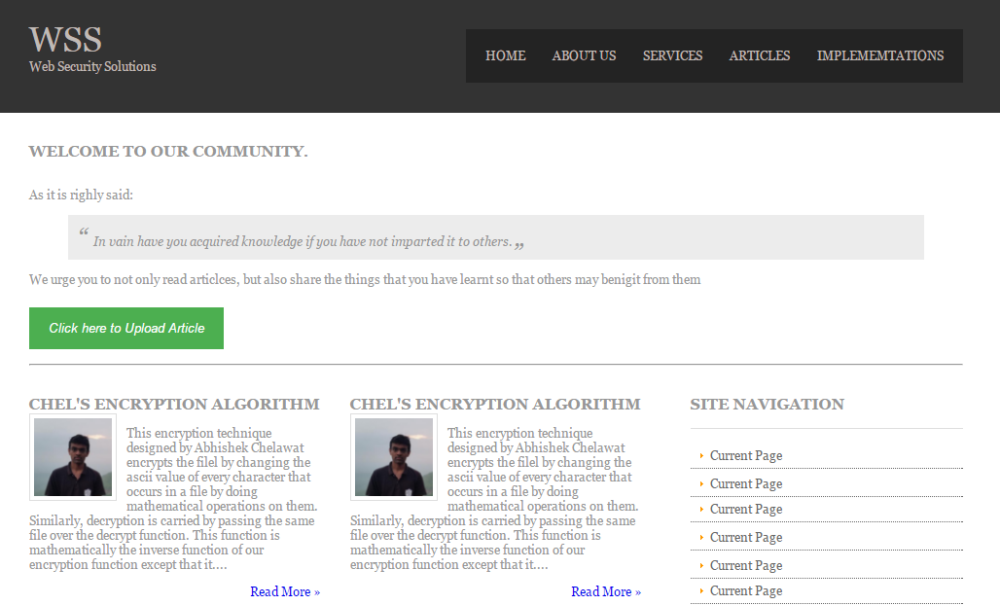 WSS
Web Security Solutions
HOME ABOUT US SERVICES ARTICLES IMPLEMEMTATIONS
WELCOME TO OUR COMMUNITY.
As it is righly said:
“ In vain have you acquired knowledge if you have not imparted it to others. „
We urge you to not only read articlces, but also share the things that you have learnt so that others may benigit from them
Click here to Upload Article
CHEL'S ENCRYPTION ALGORITHM
This encryption technique
designed by Abhishek Chelawat
encrypts the filel by changing the
ascii value of every character that
occurs in a file by doing
mathematical operations on them.
Similarly, decryption is carried by passing the same
file over the decrypt function. This function is
mathematically the inverse function of our
encryption function except that it....
Read More »
CHEL'S ENCRYPTION ALGORITHM
This encryption technique
designed by Abhishek Chelawat
encrypts the filel by changing the
ascii value of every character that
occurs in a file by doing
mathematical operations on them.
Similarly, decryption is carried by passing the same
file over the decrypt function. This function is
mathematically the inverse function of our
encryption function except that it....
Read More »
SITE NAVIGATION
Current Page
Current Page
Current Page
Current Page
Current Page
Current Page